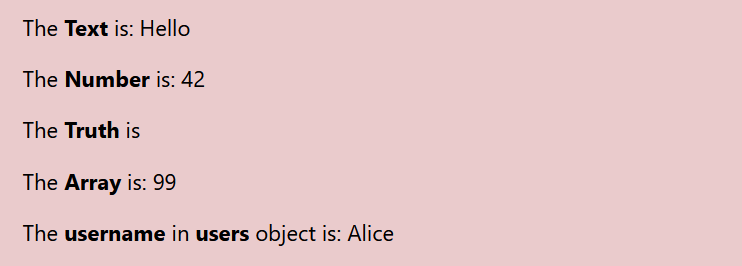 The Text is: Hello
The Number is: 42
The Truth is
The Array is: 99
The username in users object is: Alice